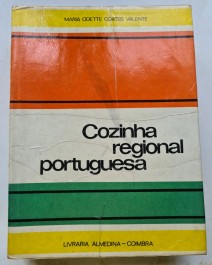 MARIA ODETTE CORTES VALENTE
Cozinha
regional
portuguesa
LIVRARIA ALMEDINA – COIMBRA